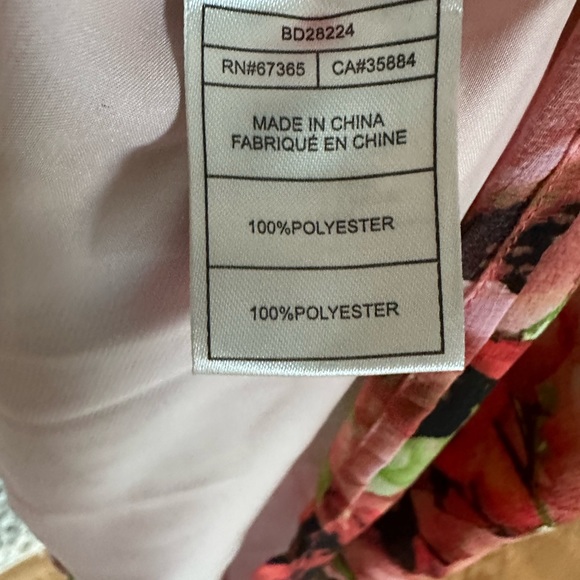 BD28224
RN#67365 CA#35884
MADE IN CHINA
FABRIQUÉ EN CHINE
100%POLYESTER
100%POLYESTER